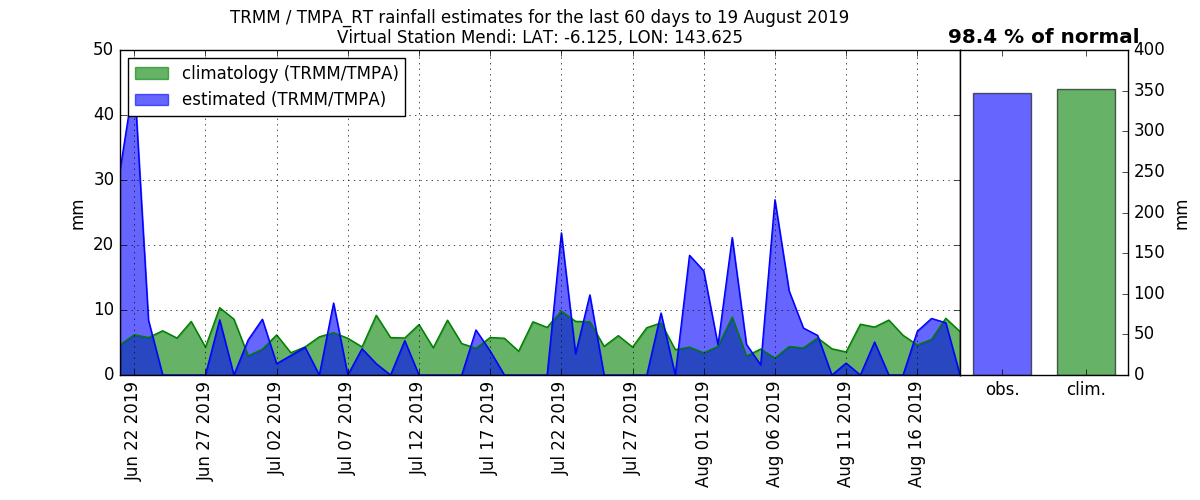 TRMM / TMPA_RT rainfall estimates for the last 60 days to 19 August 2019
Virtual Station Mendi: LAT: -6.125, LON: 143.625
98.4 % of normal
climatology (TRMM/TMPA)
estimated (TRMM/TMPA)
50
40
30
20
10
0
mm
Jun 22 2019
Jun 27 2019
Jul 02 2019
Jul 07 2019
Jul 12 2019
Jul 17 2019
Jul 22 2019
Jul 27 2019
Aug 01 2019
Aug 06 2019
Aug 11 2019
Aug 16 2019
obs.
clim.
400
350
300
250
200
150
100
50
0
mm